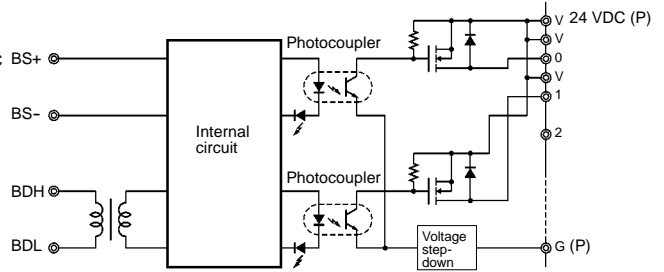 V 24 VDC (P)
Photocoupler
V
BS+
0
V
1
BS–
Internal
circuit
2
Photocoupler
BDH
Voltage
step-
down
BDL
G (P)